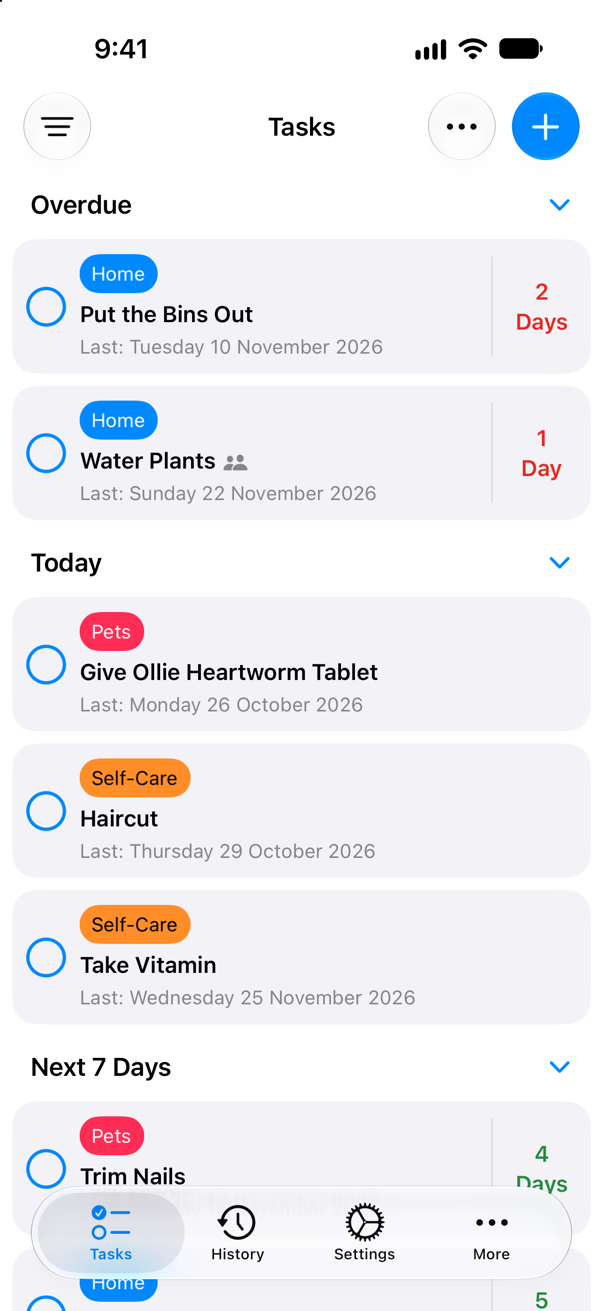 9:41
Tasks
Overdue
Home
Put the Bins Out
Last: Tuesday 10 November 2026
2
Days
Home
Water Plants
Last: Sunday 22 November 2026
1
Day
Today
Pets
Give Ollie Heartworm Tablet
Last: Monday 26 October 2026
Self-Care
Haircut
Last: Thursday 29 October 2026
Self-Care
Take Vitamin
Last: Wednesday 25 November 2026
Next 7 Days
Pets
Trim Nails
4
Days
Tasks
History
Settings
More
Home
5